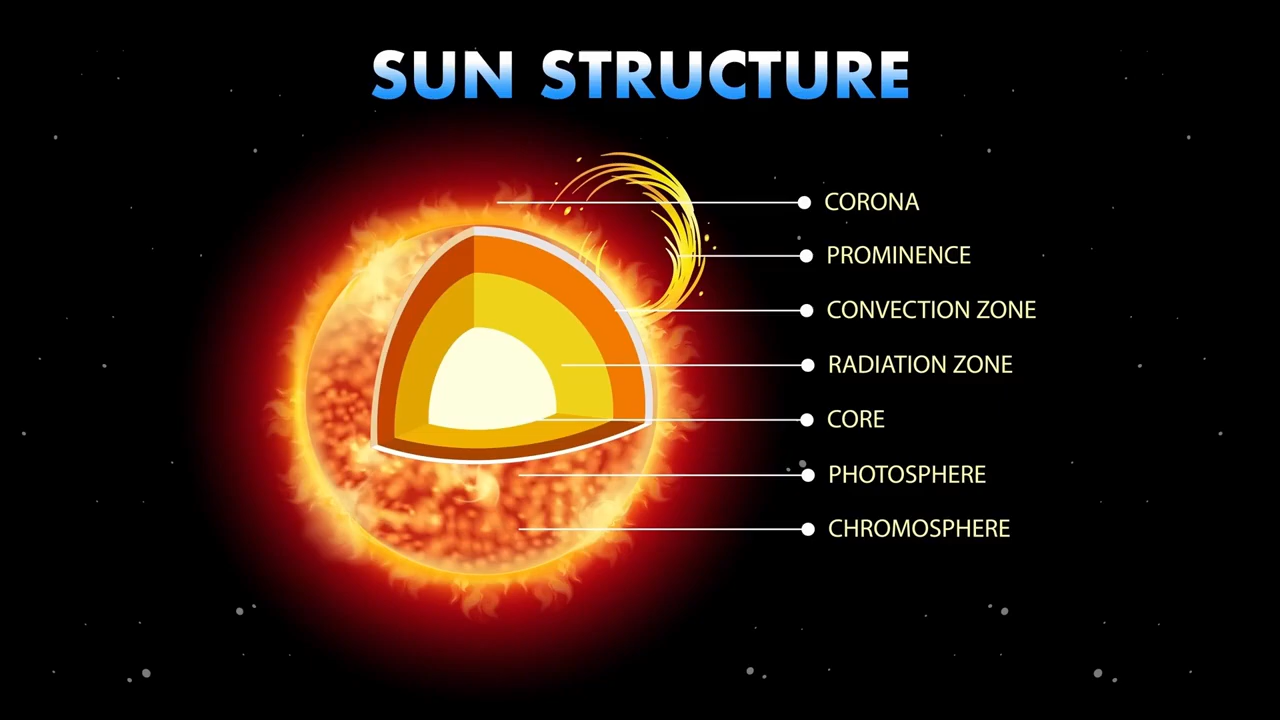 SUN STRUCTURE
CORONA
PROMINENCE
CONVECTION ZONE
RADIATION ZONE
CORE
PHOTOSPHERE
CHROMOSPHERE